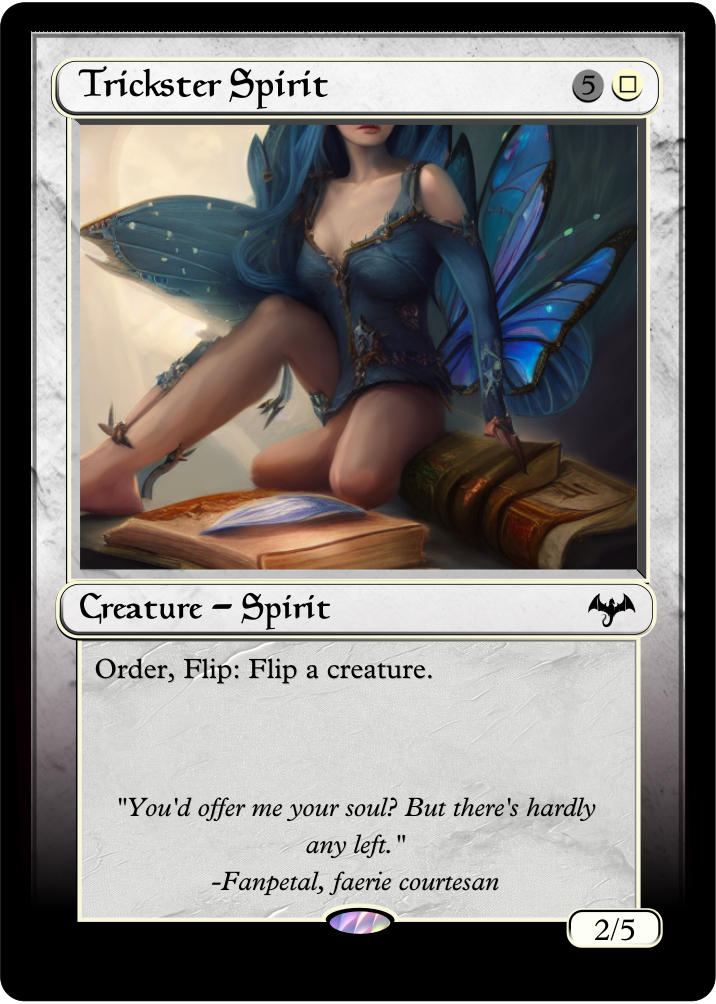 Trickster Spirit 5
Creature – Spirit
Order, Flip: Flip a creature.
"You'd offer me your soul? But there's hardly
any left."
-Fanpetal, faerie courtesan
2/5